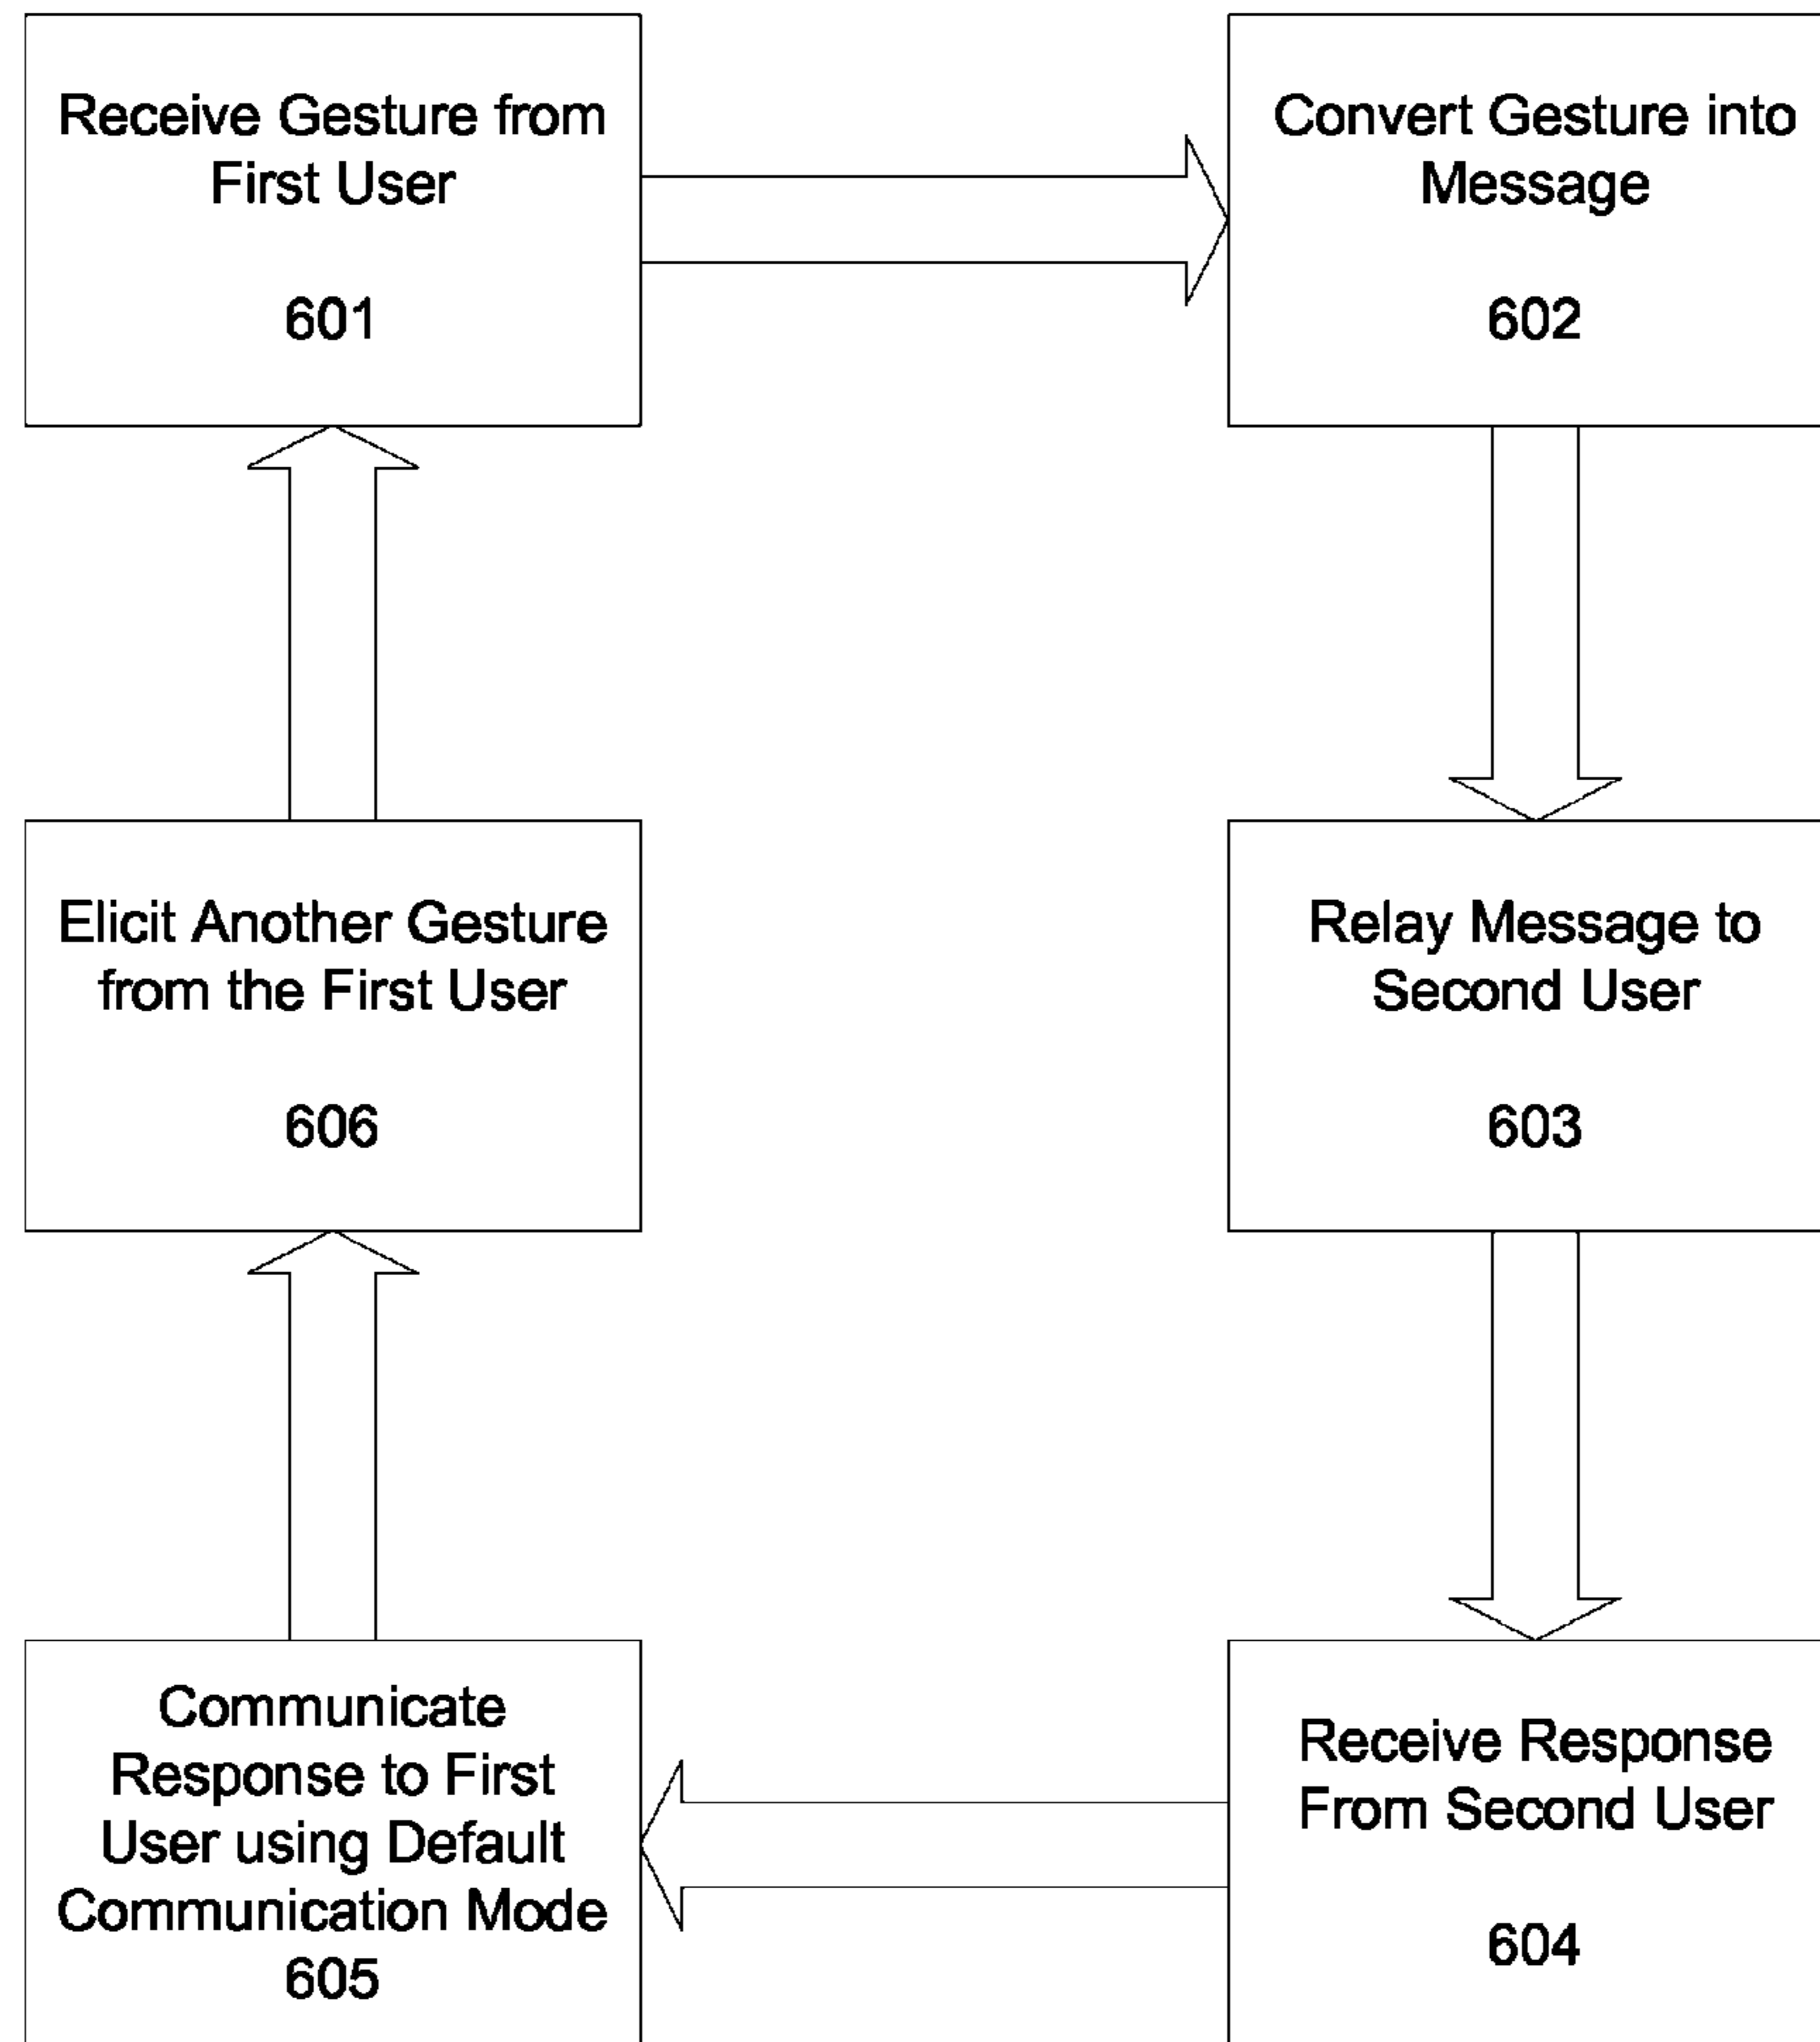 Receive Gesture from
First User
601
Convert Gesture into
Message
602
Relay Message to
Second User
603
Receive Response
From Second User
604
Communicate
Response to First
User using Default
Communication Mode
605
Elicit Another Gesture
from the First User
606